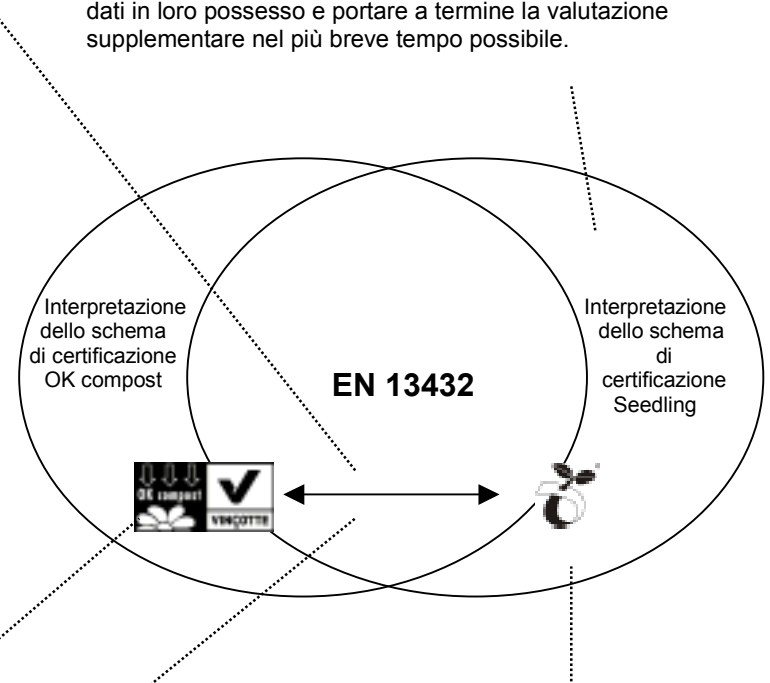 dati in loro possesso e portare a termine la valutazione
supplementare nel più breve tempo possibile.
Interpretazione
dello schema
di certificazione
OK compost
EN 13432
Interpretazione
dello schema
di
certificazione
Seedling
OK compost
VINÇOTTE